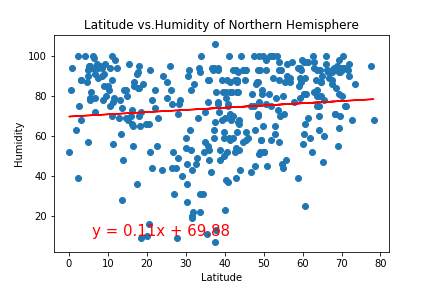 Latitude vs.Humidity of Northern Hemisphere
Humidity
100
80
60
40
20
y = 0.11x + 69.88
0 10 20 30 40 50 60 70 80
Latitude